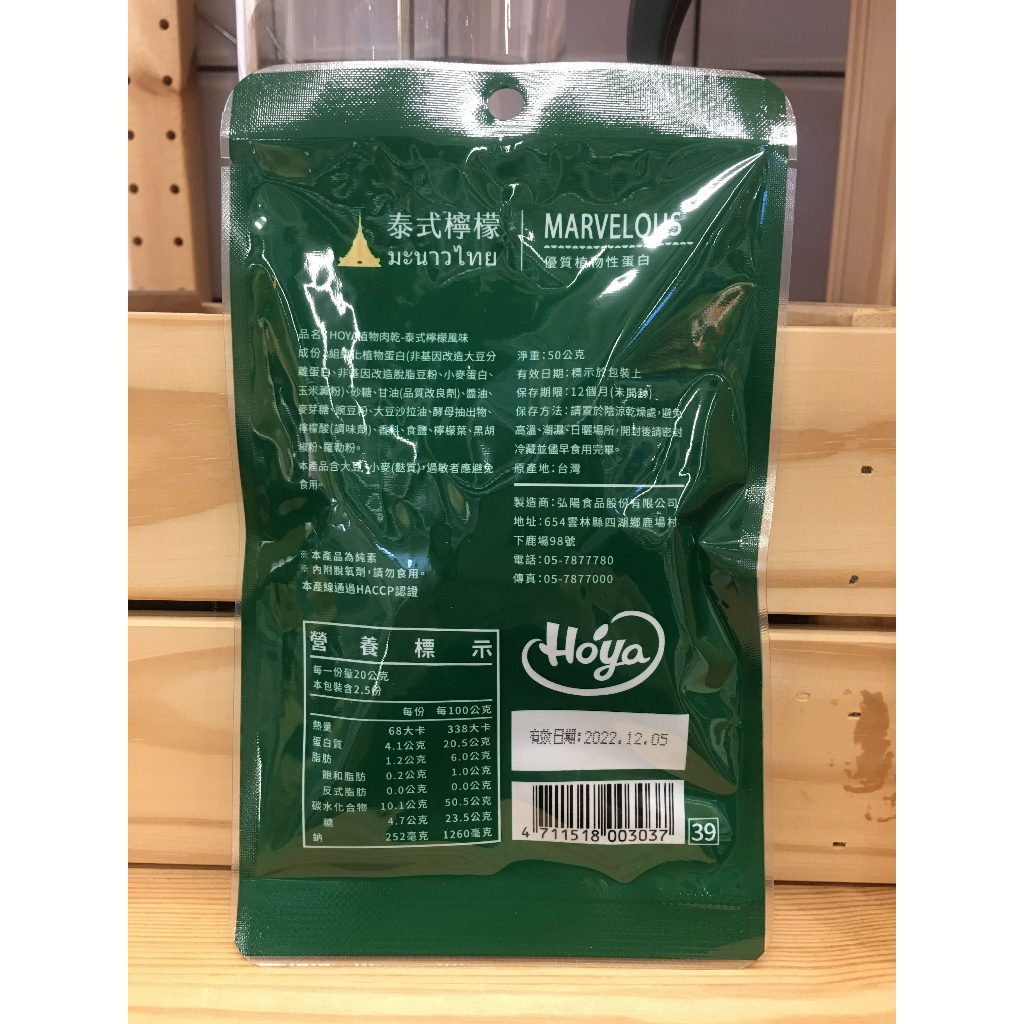 泰式檸檬
มะนาวไทย
MARVELOUS
優質植物性蛋白
品名:HOYA植物肉乾-泰式檸檬風味
成份:組織化植物蛋白(非基因改造大豆分
離蛋白、非基因改造脫脂豆粉、小麥蛋白、
玉米澱粉)、砂糖、甘油(品質改良劑)、醬油、
麥芽糖、豌豆粉、大豆沙拉油、酵母抽出物、
檸檬酸(調味劑)、香料、食鹽、檸檬葉、黑胡
椒粉、羅勒粉。
本產品含大豆、小麥(麩質),過敏者應避免
食用。
※本產品為純素
※內附脫氧劑,請勿食用。
本產線通過HACCP認證
淨重:50公克
有效日期:標示於包裝上
保存期限:12個月(未開封)
保存方法:請置於陰涼乾燥處,避免
高溫、潮濕、日曬場所,開封後請密封
冷藏並儘早食用完畢。
原產地:台灣
製造商:弘陽食品股份有限公司
地址:654雲林縣四湖鄉鹿場村
下鹿場98號
電話:05-7877780
傳真:05-7877000
營養標示
每一份量20公克
本包裝含2.5份
每份 每100公克
熱量 68大卡 338大卡
蛋白質 4.1公克 20.5公克
脂肪 1.2公克 6.0公克
飽和脂肪 0.2公克 1.0公克
反式脂肪 0.0公克 0.0公克
碳水化合物 10.1公克 50.5公克
糖 4.7公克 23.5公克
鈉 252毫克 1260毫克
Hoya
有效日期:2022.12.05
4 711518 003037
39